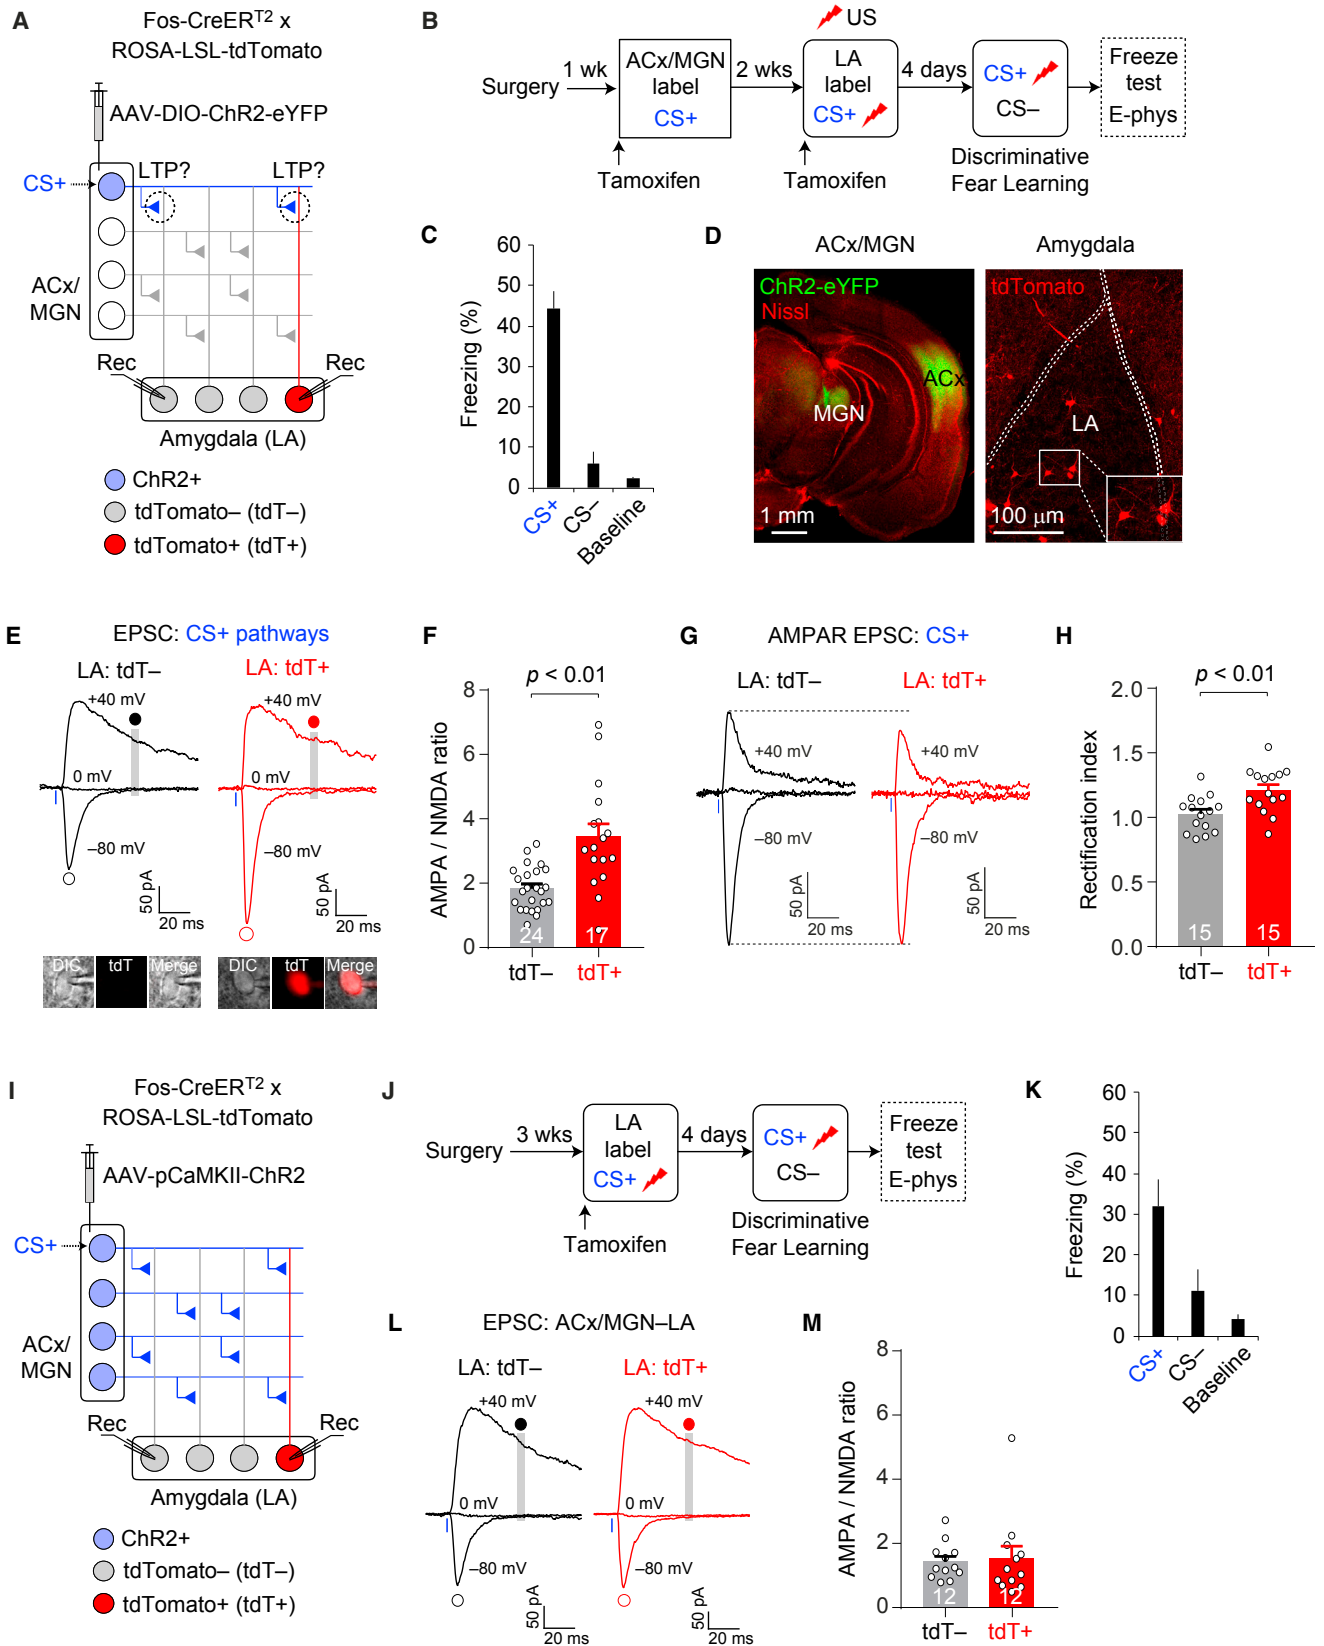 A
Fos-CreERT2 x
ROSA-LSL-tdTomato
AAV-DIO-ChR2-eYFP
LTP?
LTP?
CS+
ACx/
MGN
Rec
Rec
Amygdala (LA)
ChR2+
tdTomato– (tdT–)
tdTomato+ (tdT+)
B
US
Surgery
1 wk
ACx/MGN
label
CS+
2 wks
LA
label
CS+
4 days
CS+
CS–
Freeze
test
E-phys
Tamoxifen
Tamoxifen
Discriminative
Fear Learning
C
Freezing (%)
60
50
40
30
20
10
0
CS+
CS–
Baseline
D
ACx/MGN
Amygdala
ChR2-eYFP
Nissl
ACx
MGN
1 mm
tdTomato
LA
100 μm
E
EPSC: CS+ pathways
LA: tdT–
LA: tdT+
+40 mV
+40 mV
0 mV
0 mV
–80 mV
–80 mV
50 pA
20 ms
50 pA
20 ms
DIC
tdT
Merge
DIC
tdT
Merge
F
p < 0.01
AMPA / NMDA ratio
8
6
4
2
0
24
17
tdT–
tdT+
G
AMPAR EPSC: CS+
LA: tdT–
LA: tdT+
+40 mV
+40 mV
–80 mV
–80 mV
50 pA
20 ms
50 pA
20 ms
H
p < 0.01
Rectification index
2.0
1.5
1.0
0.5
0.0
15
15
tdT–
tdT+
I
Fos-CreERT2 x
ROSA-LSL-tdTomato
AAV-pCaMKII-ChR2
CS+
ACx/
MGN
Rec
Rec
Amygdala (LA)
ChR2+
tdTomato– (tdT–)
tdTomato+ (tdT+)
J
Surgery
3 wks
LA
label
CS+
4 days
CS+
CS–
Freeze
test
E-phys
Tamoxifen
Discriminative
Fear Learning
K
Freezing (%)
60
50
40
30
20
10
0
CS+
CS–
Baseline
L
EPSC: ACx/MGN–LA
LA: tdT–
LA: tdT+
+40 mV
+40 mV
0 mV
0 mV
–80 mV
–80 mV
50 pA
20 ms
50 pA
20 ms
M
AMPA / NMDA ratio
8
6
4
2
0
12
12
tdT–
tdT+